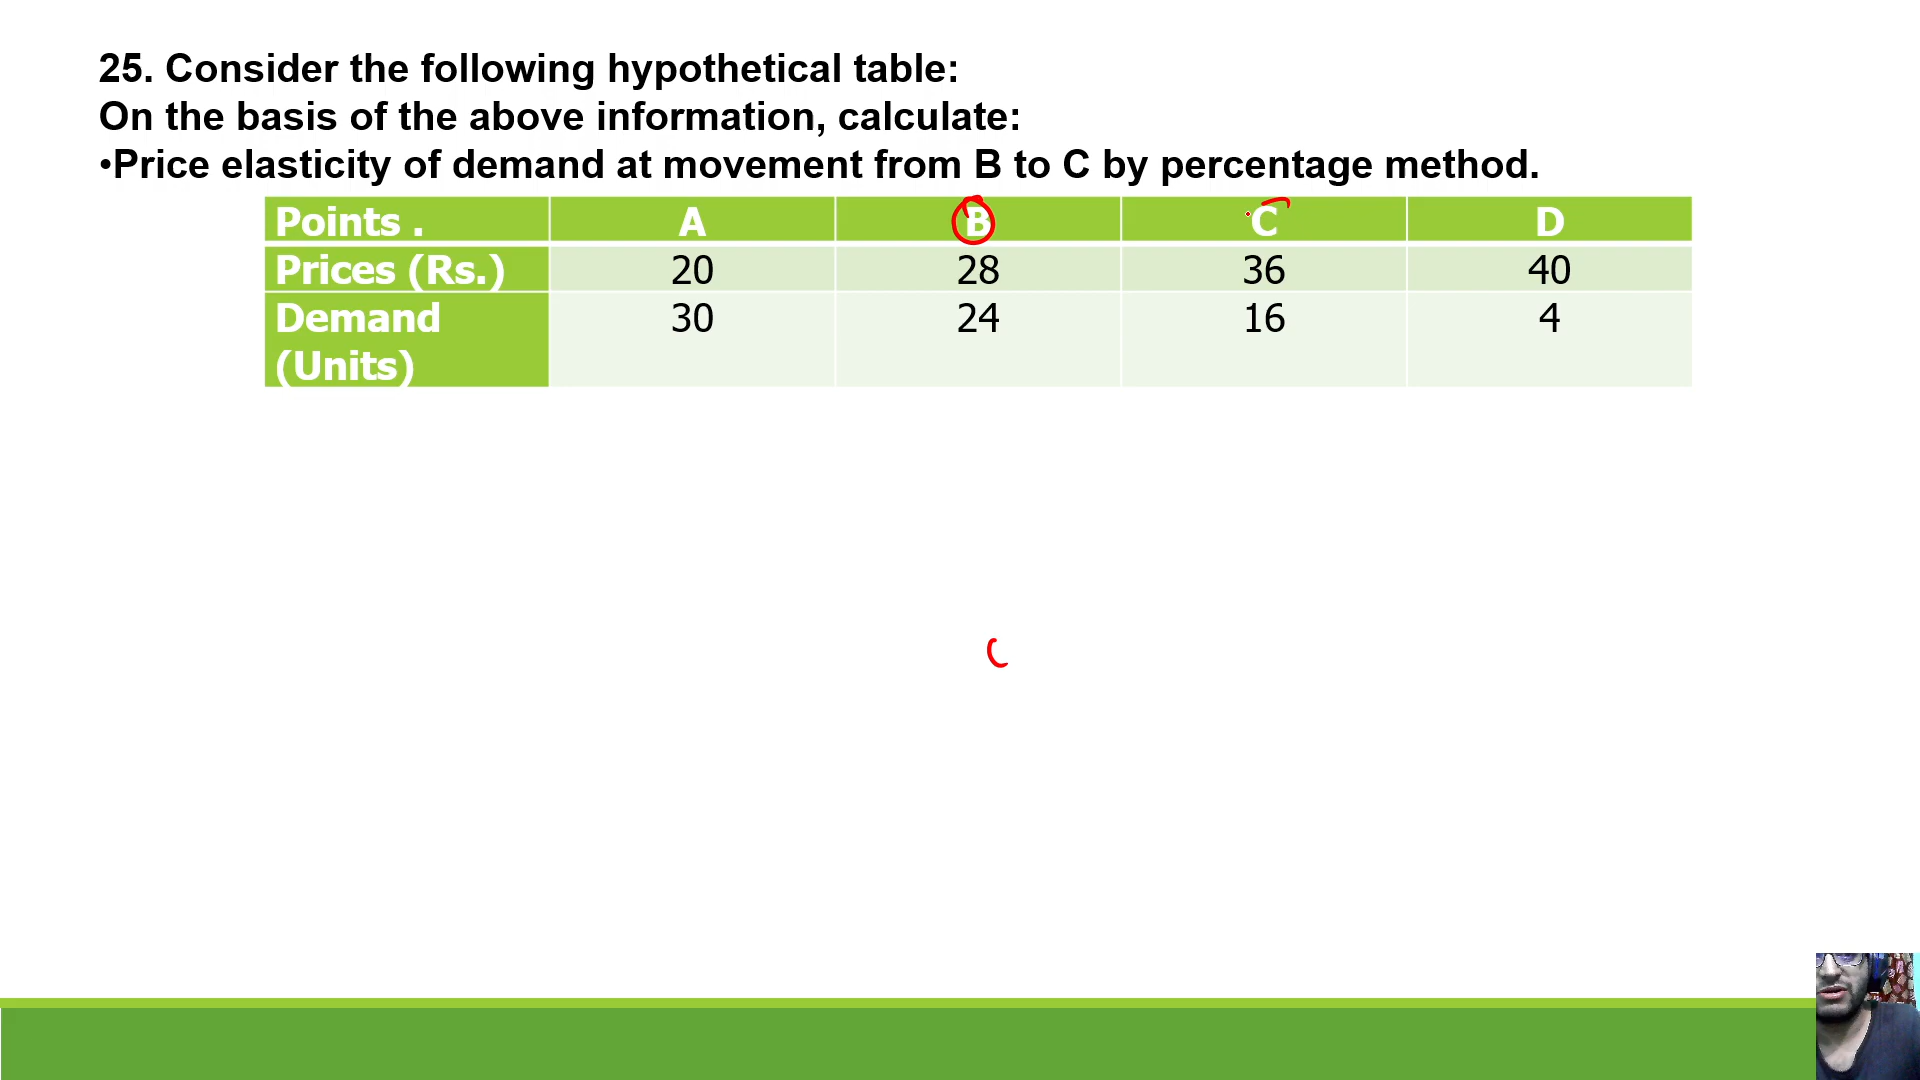 25. Consider the following hypothetical table:
On the basis of the above information, calculate:
•Price elasticity of demand at movement from B to C by percentage method.
Points . A B C D
Prices (Rs.) 20 28 36 40
Demand (Units) 30 24 16 4